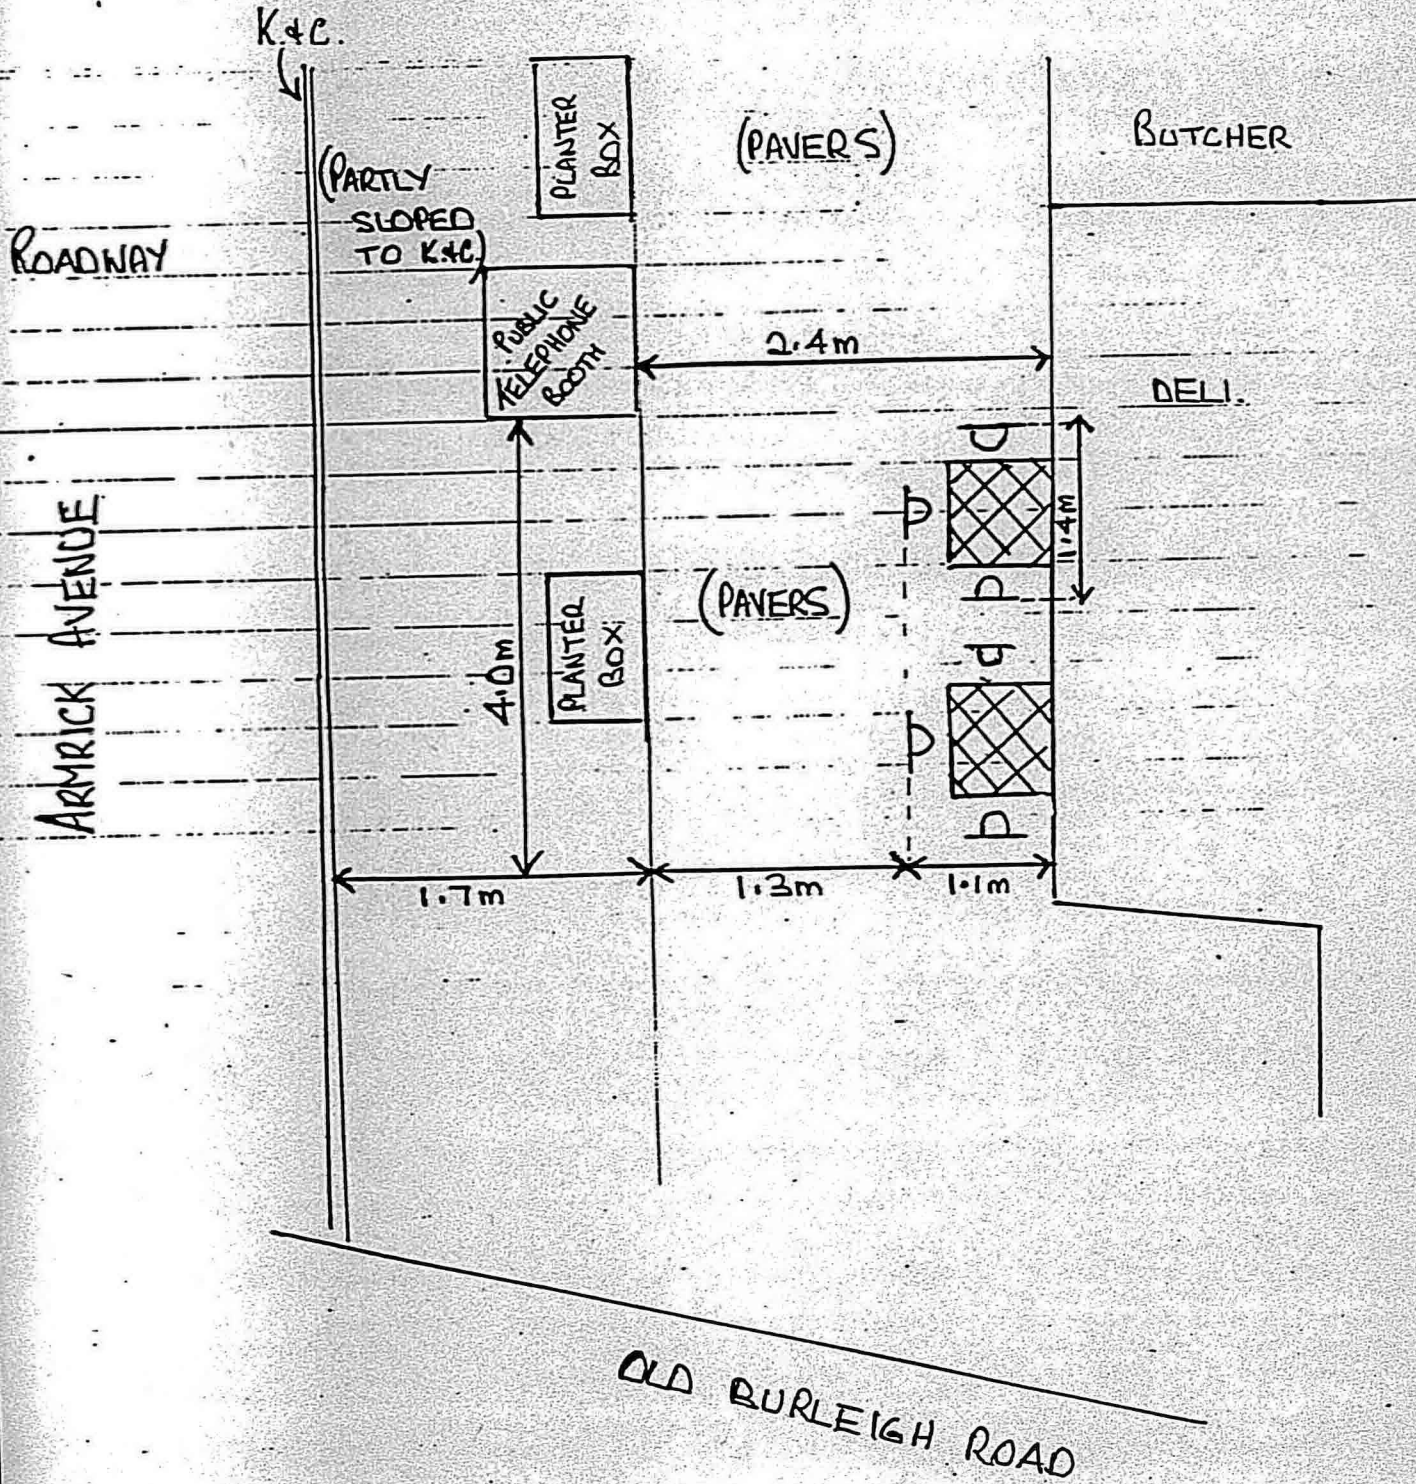 K.&C.
PLANTER
BOX
(PAVERS)
BUTCHER
(PARTLY
SLOPED
TO K&C.)
ROADWAY
PUBLIC
TELEPHONE
BOOTH
2.4m
DELI.
1.4m
ARMRICK AVENUE
4.0m
PLANTER
BOX
(PAVERS)
1.7m
1.3m
1.1m
OLD BURLEIGH ROAD